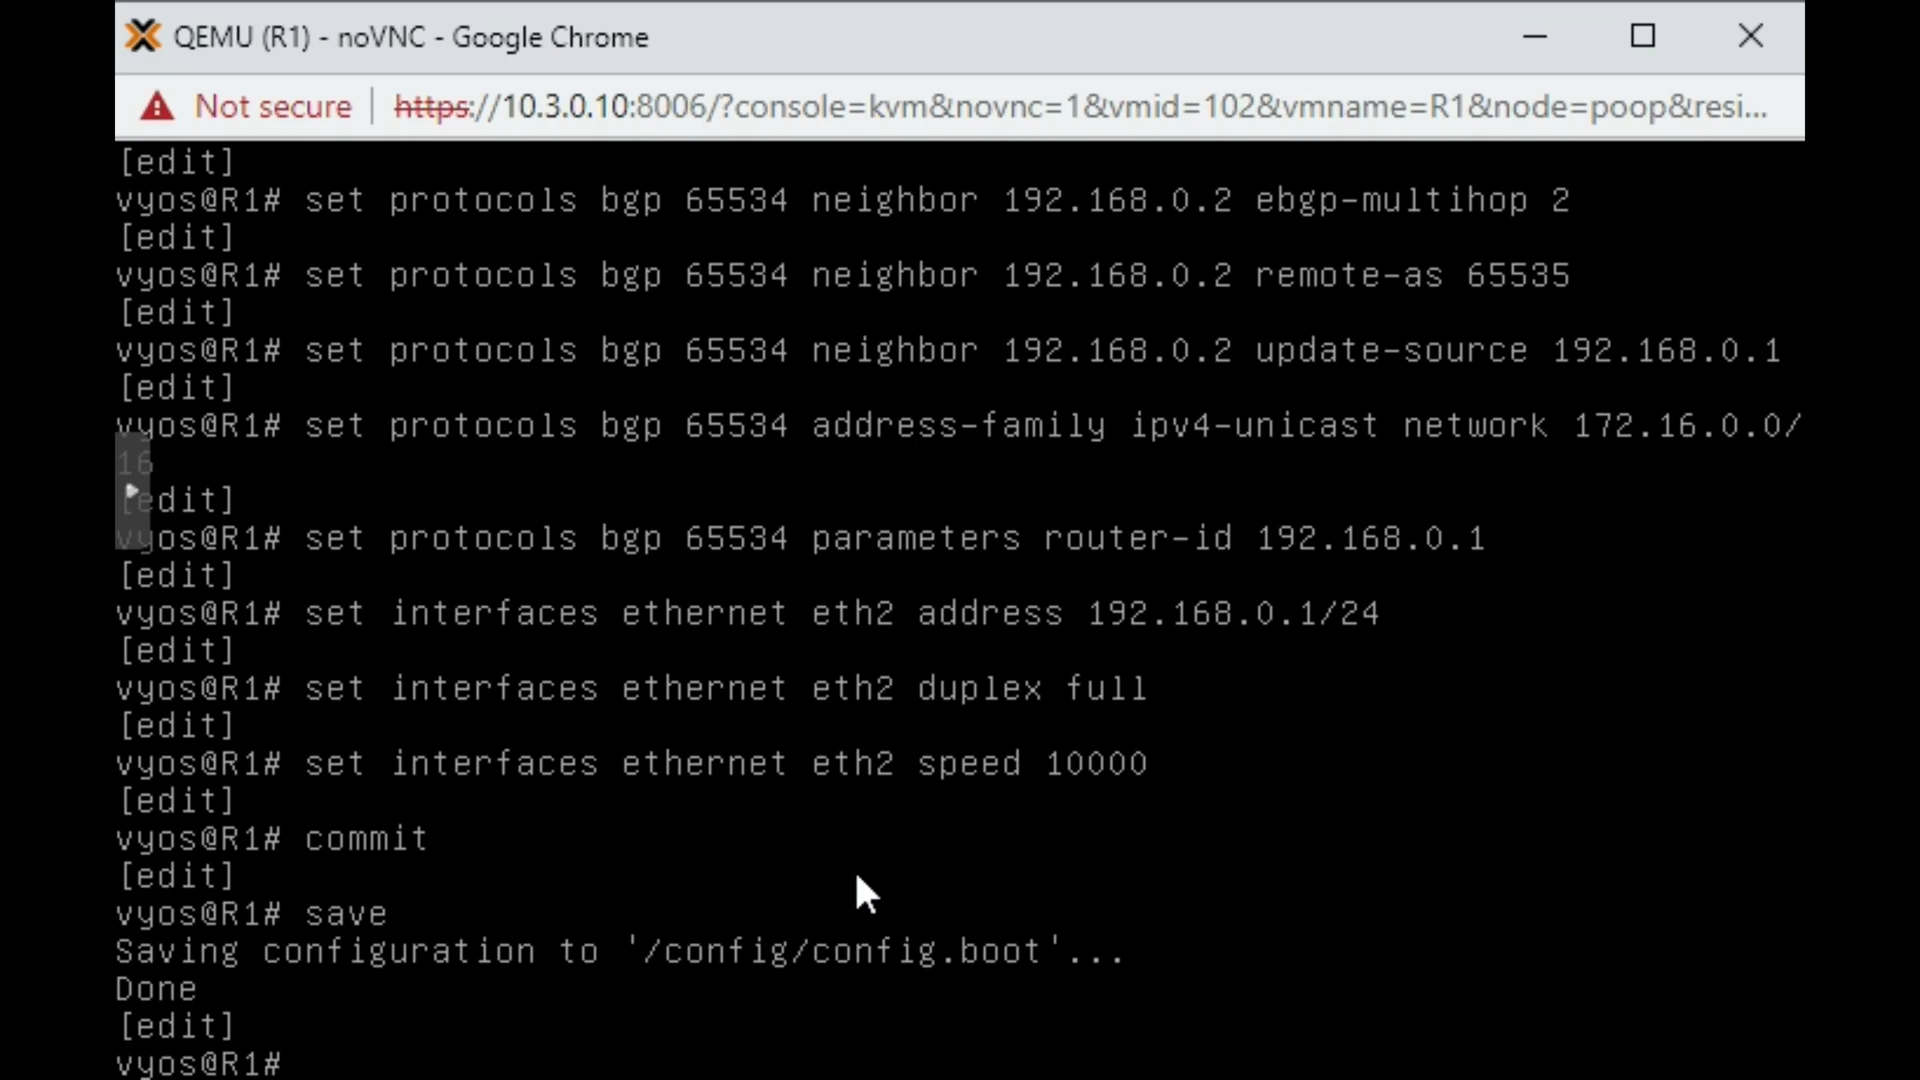 QEMU (R1) - noVNC - Google Chrome
Not secure | https://10.3.0.10:8006/?console=kvm&novnc=1&vmid=102&vmname=R1&node=poop&resi...
[edit]
vyos@R1# set protocols bgp 65534 neighbor 192.168.0.2 ebgp-multihop 2
[edit]
vyos@R1# set protocols bgp 65534 neighbor 192.168.0.2 remote-as 65535
[edit]
vyos@R1# set protocols bgp 65534 neighbor 192.168.0.2 update-source 192.168.0.1
[edit]
vyos@R1# set protocols bgp 65534 address-family ipv4-unicast network 172.16.0.0/
16
[edit]
vyos@R1# set protocols bgp 65534 parameters router-id 192.168.0.1
[edit]
vyos@R1# set interfaces ethernet eth2 address 192.168.0.1/24
[edit]
vyos@R1# set interfaces ethernet eth2 duplex full
[edit]
vyos@R1# set interfaces ethernet eth2 speed 10000
[edit]
vyos@R1# commit
[edit]
vyos@R1# save
Saving configuration to '/config/config.boot'...
Done
[edit]
vyos@R1#